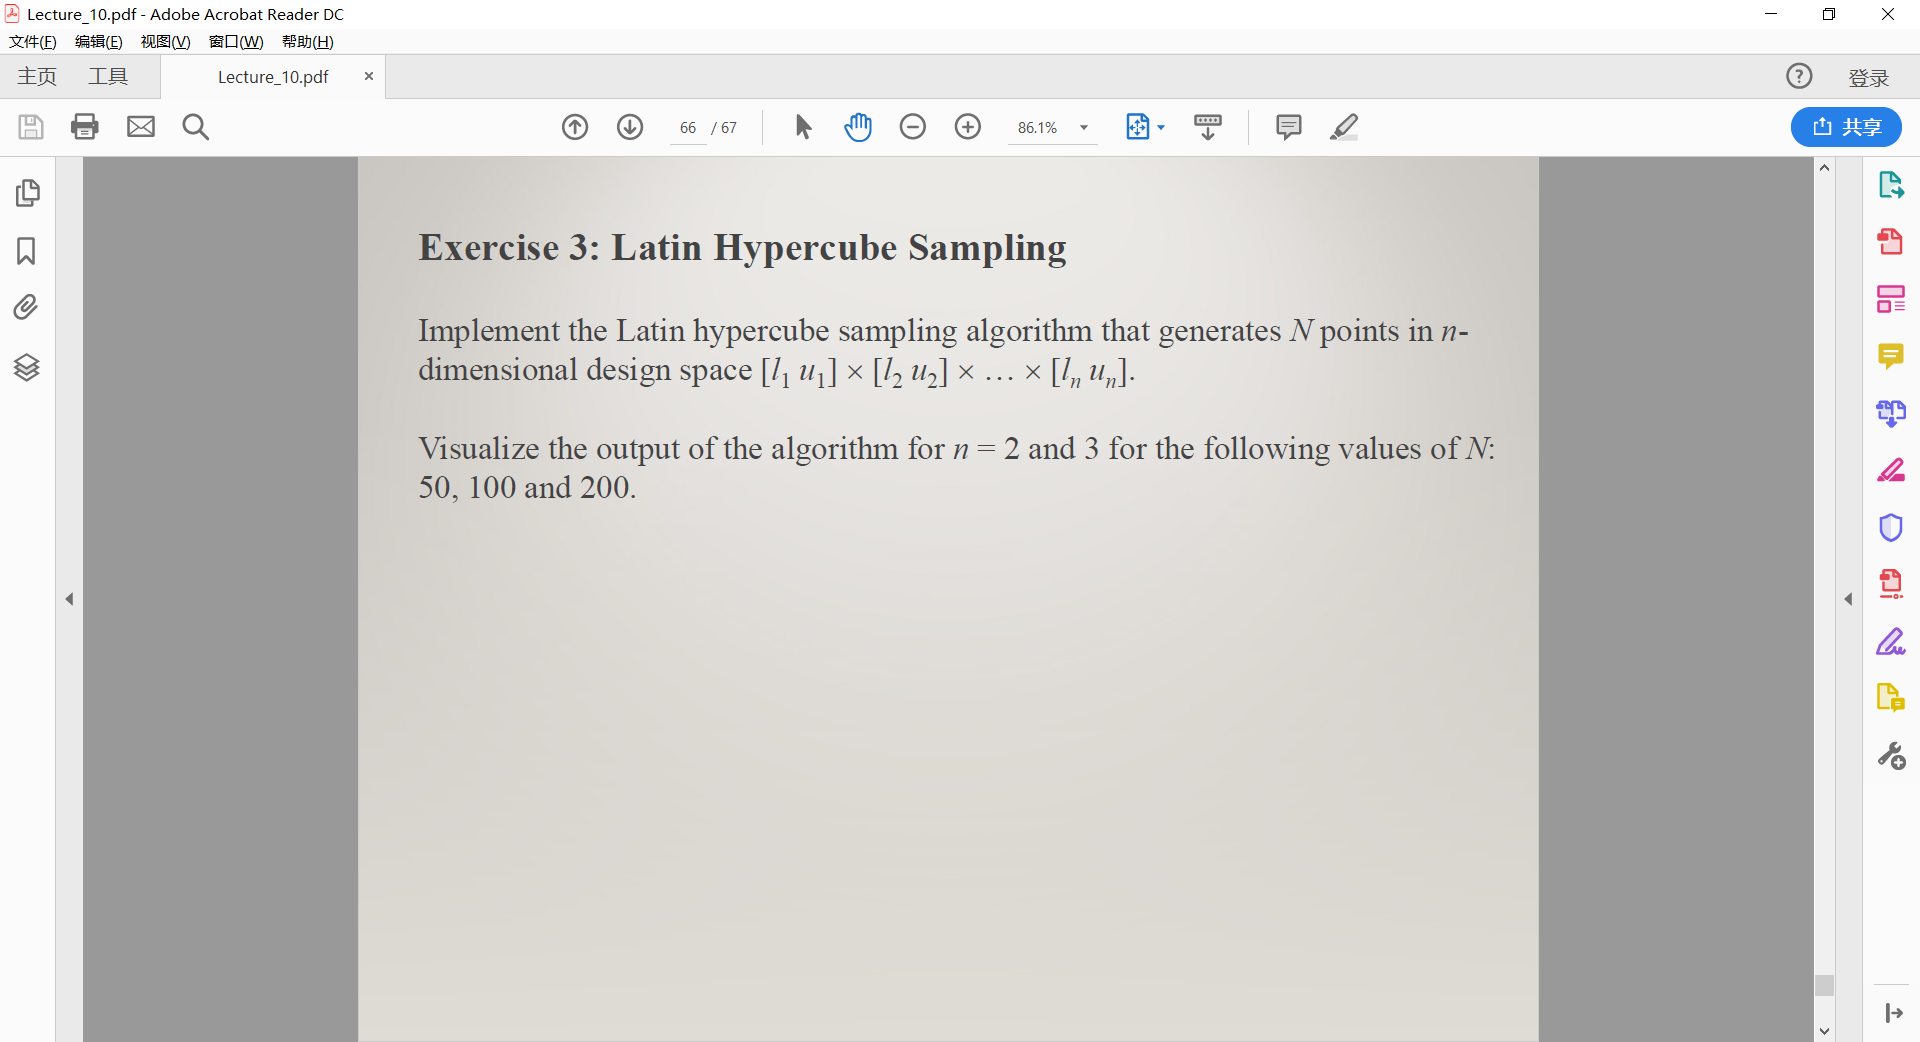 Lecture_10.pdf - Adobe Acrobat Reader DC
文件(F) 编辑(E) 视图(V) 窗口(W) 帮助(H)
主页 工具 Lecture_10.pdf × 登录
66 / 67 86.1% 共享
Exercise 3: Latin Hypercube Sampling
Implement the Latin hypercube sampling algorithm that generates N points in n-
dimensional design space [l₁ u₁] × [l₂ u₂] × … × [lₙ uₙ].
Visualize the output of the algorithm for n = 2 and 3 for the following values of N:
50, 100 and 200.